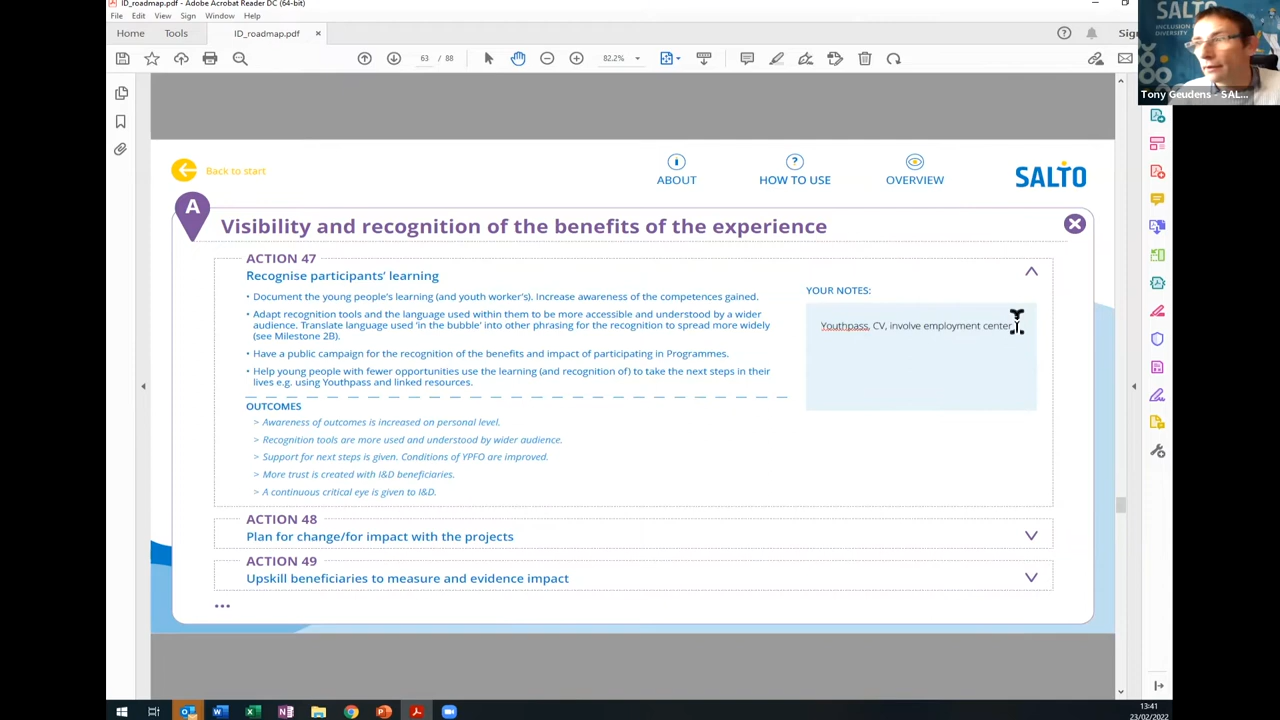 ID_roadmap.pdf - Adobe Acrobat Reader DC (64-bit)
File Edit View Sign Window Help
Home Tools ID_roadmap.pdf × Sign
63 / 88 82.2%
SALTO
INCLUSION
DIVERSITY
Tony Geudens - SAL...
Back to start
ABOUT
HOW TO USE
OVERVIEW
SALTO
A
Visibility and recognition of the benefits of the experience
ACTION 47
Recognise participants' learning
• Document the young people's learning (and youth worker's). Increase awareness of the competences gained.
• Adapt recognition tools and the language used within them to be more accessible and understood by a wider
audience. Translate language used 'in the bubble' into other phrasing for the recognition to spread more widely
(see Milestone 2B).
• Have a public campaign for the recognition of the benefits and impact of participating in Programmes.
• Help young people with fewer opportunities use the learning (and recognition of) to take the next steps in their
lives e.g. using Youthpass and linked resources.
YOUR NOTES:
Youthpass, CV, involve employment center
OUTCOMES
> Awareness of outcomes is increased on personal level.
> Recognition tools are more used and understood by wider audience.
> Support for next steps is given. Conditions of YPFO are improved.
> More trust is created with I&D beneficiaries.
> A continuous critical eye is given to I&D.
ACTION 48
Plan for change/for impact with the projects
ACTION 49
Upskill beneficiaries to measure and evidence impact
...
13:41
23/02/2022